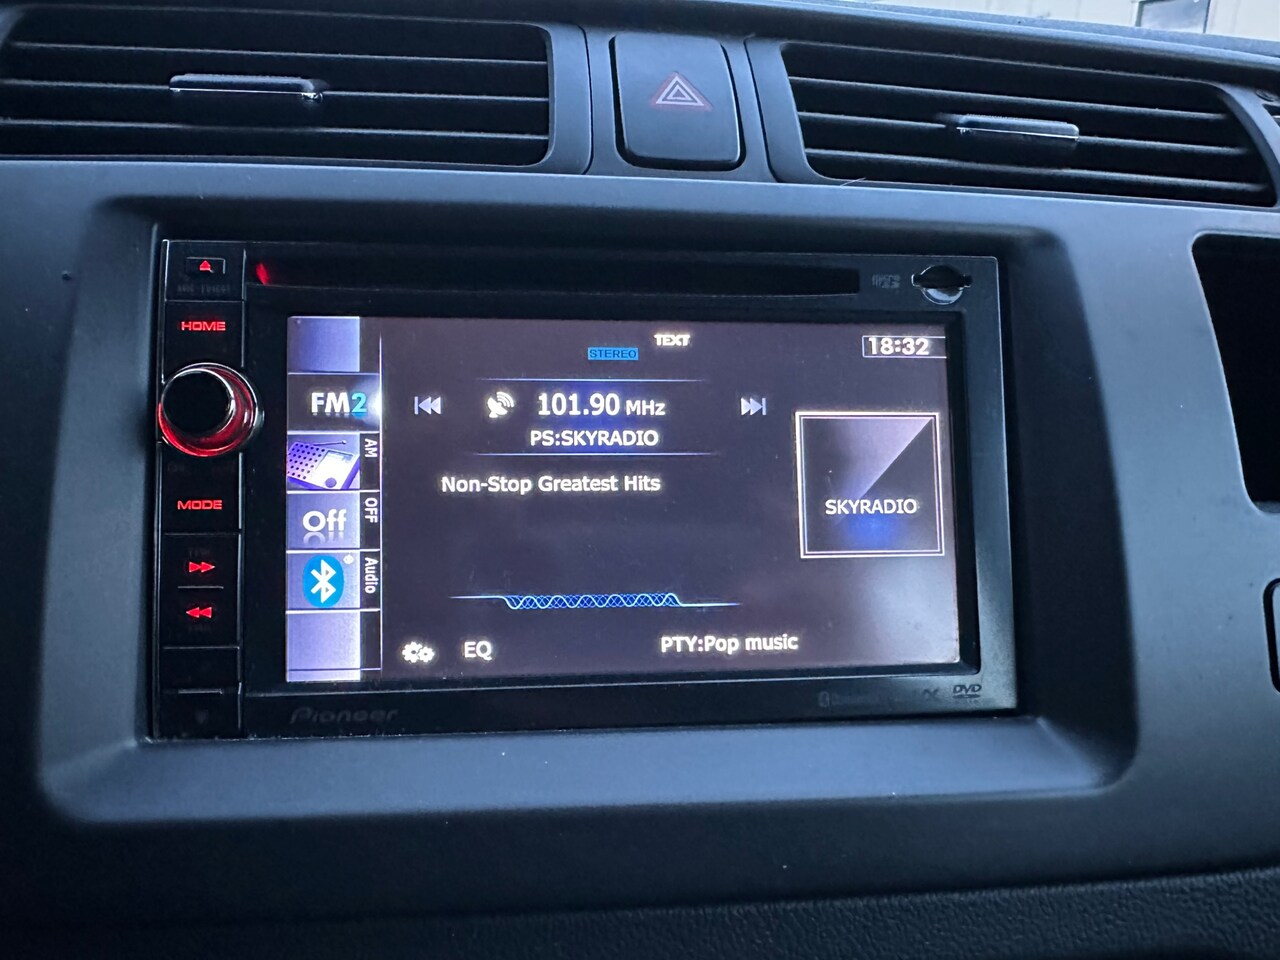 HOME
MODE
TEXT
STEREO
18:32
FM2
101.90 MHz
PS:SKYRADIO
AM
Non-Stop Greatest Hits
SKYRADIO
OFF
Off
Audio
EQ
PTY:Pop music
Pioneer
DVD